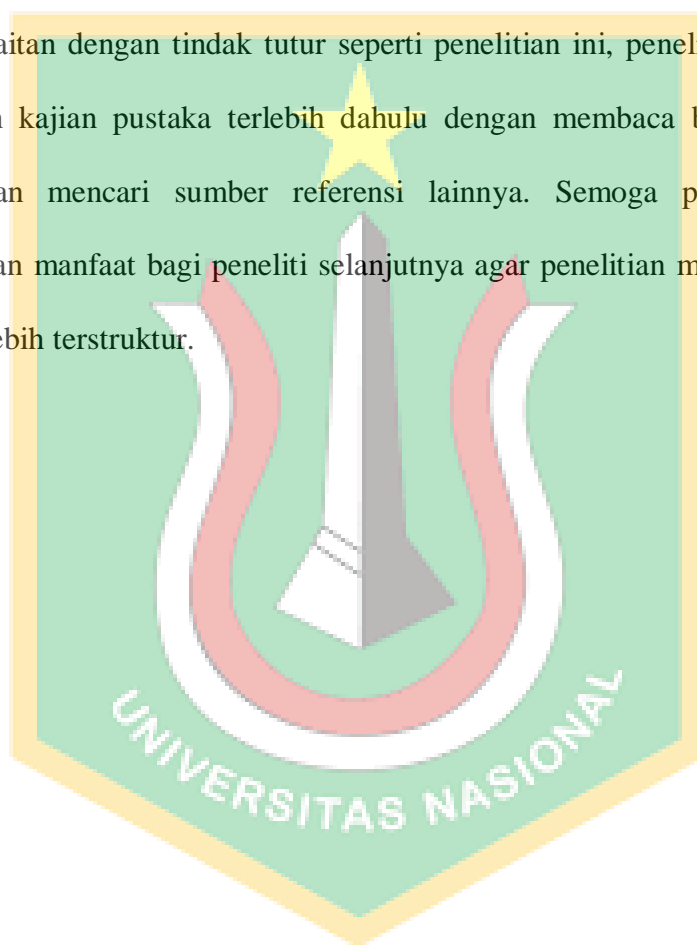 aitan dengan tindak tutur seperti penelitian ini, penel
kajian pustaka terlebih dahulu dengan membaca
an mencari sumber referensi lainnya. Semoga p
an manfaat bagi peneliti selanjutnya agar penelitian m
ebih terstruktur.
UNIVERSITAS NASIONAL